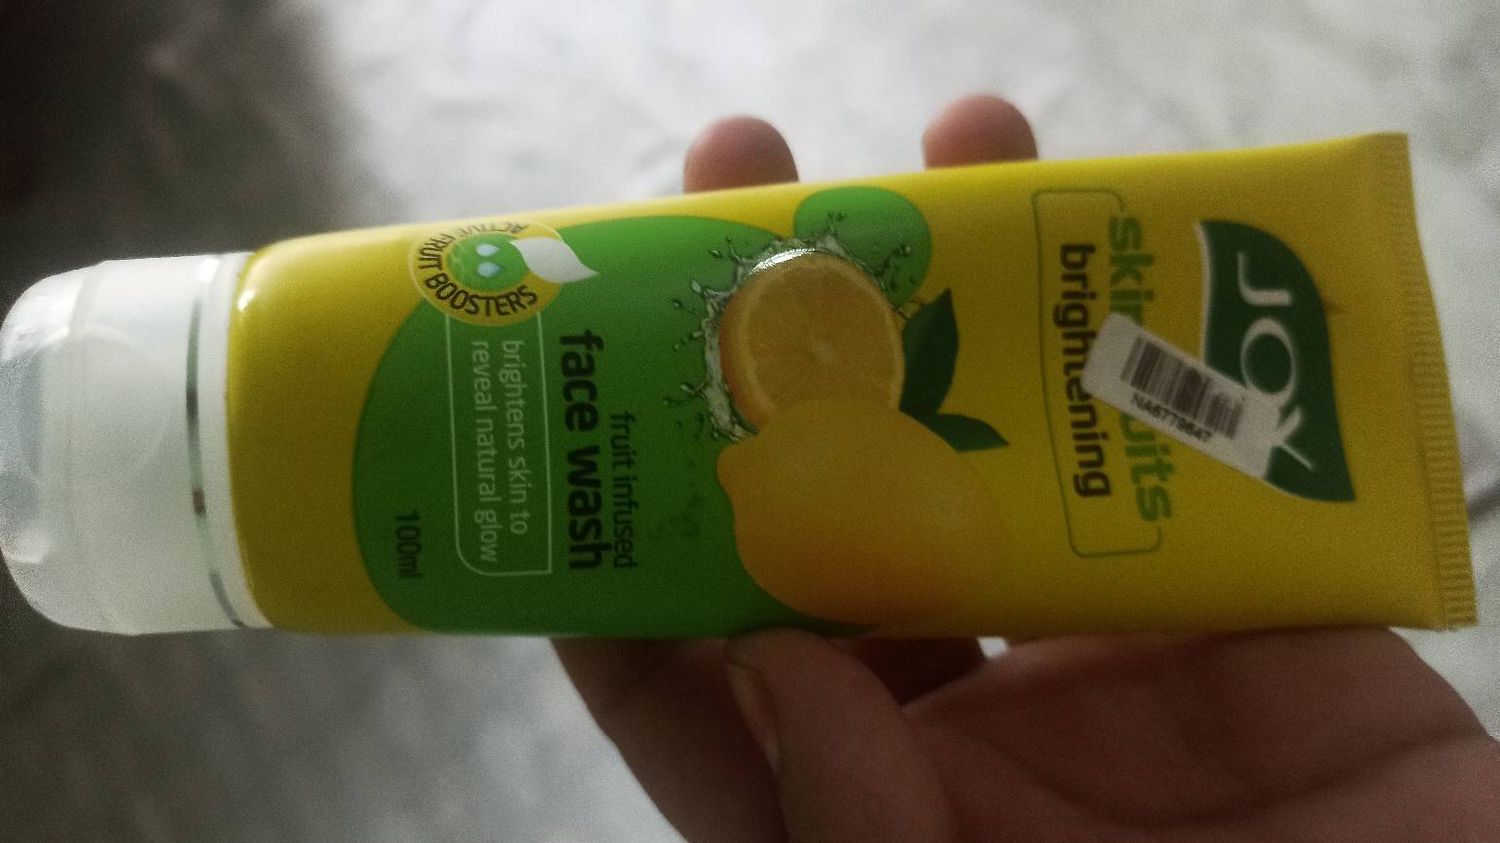 JOY
skin fruits
brightening
fruit infused
face wash
brightens skin to
reveal natural glow
ACTIVE FRUIT BOOSTERS
100ml